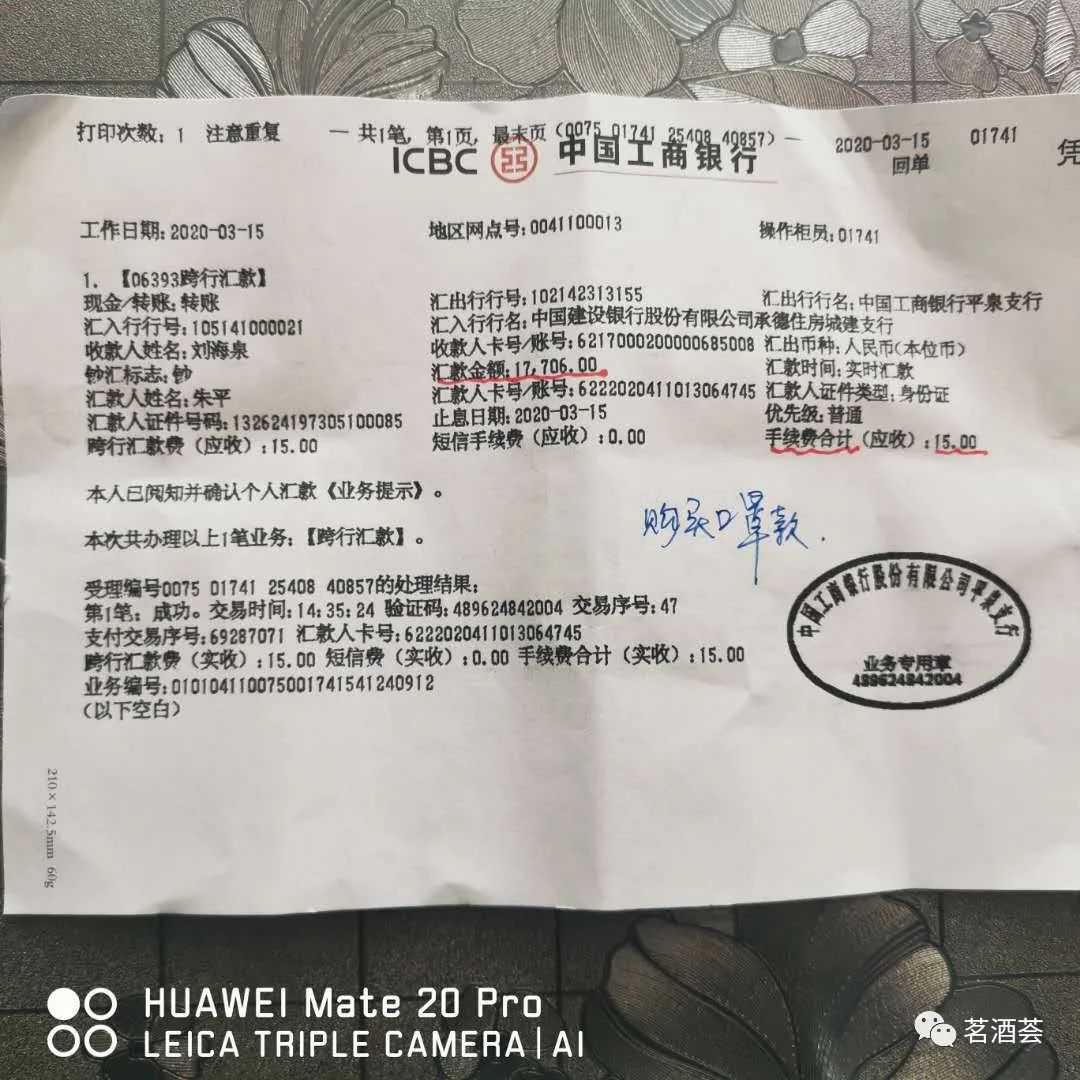 打印次数：1 注意重复 — 共1笔，第1页，最末页（0075 01741 25408 40857）— 2020-03-15 01741
ICBC 中国工商银行 回单 凭
工作日期：2020-03-15 地区网点号：0041100013 操作柜员：01741
1. 【06393跨行汇款】
现金/转账：转账 汇出行行号：102142313155 汇出行行名：中国工商银行平泉支行
汇入行行号：105141000021 汇入行行名：中国建设银行股份有限公司承德住房城建支行
收款人姓名：刘海泉 收款人卡号/账号：6217000200000685008 汇出币种：人民币（本位币）
钞汇标志：钞 汇款金额：17,706.00 汇款时间：实时汇款
汇款人姓名：朱平 汇款人卡号/账号：6222020411013064745 汇款人证件类型：身份证
汇款人证件号码：132624197305100085 止息日期：2020-03-15 优先级：普通
跨行汇款费（应收）：15.00 短信手续费（应收）：0.00 手续费合计（应收）：15.00
本人已阅知并确认个人汇款《业务提示》。
购买口罩款.
本次共办理以上1笔业务：【跨行汇款】。
受理编号0075 01741 25408 40857的处理结果：
第1笔：成功。交易时间：14:35:24 验证码：489624842004 交易序号：47
支付交易序号：69287071 汇款人卡号：6222020411013064745
跨行汇款费（实收）：15.00 短信费（实收）：0.00 手续费合计（实收）：15.00
业务编号：010104110075001741541240912
（以下空白）
中国工商银行股份有限公司平泉支行
业务专用章
489624842004
210×142.5mm 60g
HUAWEI Mate 20 Pro
LEICA TRIPLE CAMERA | AI
茗酒荟